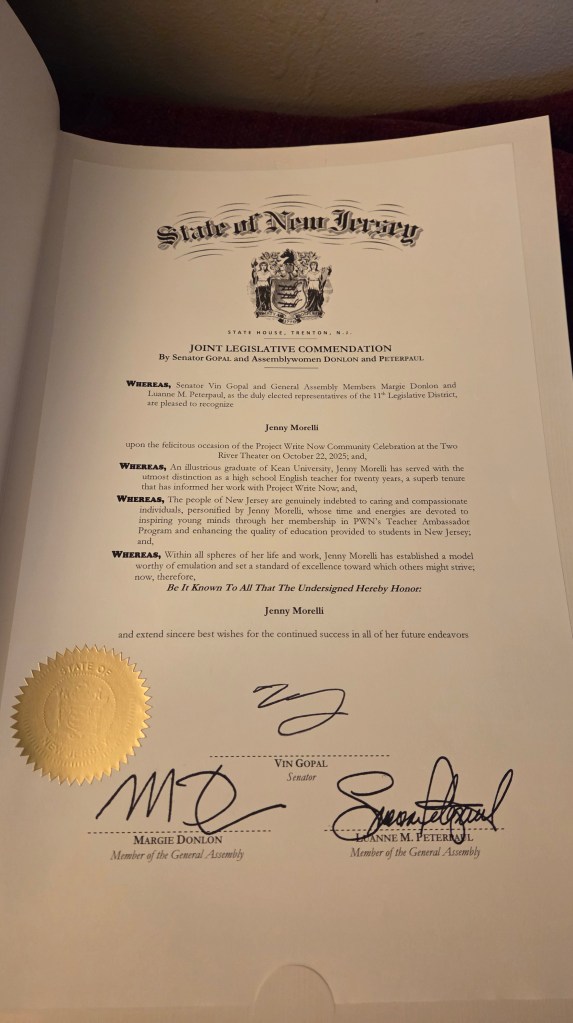 State of New Jersey
STATE HOUSE, TRENTON, N.J.
JOINT LEGISLATIVE COMMENDATION
By Senator GOPAL and Assemblywomen DONLON and PETERPAUL
WHEREAS, Senator Vin Gopal and General Assembly Members Margie Donlon and
Luanne M. Peterpaul, as the duly elected representatives of the 11th Legislative District,
are pleased to recognize
Jenny Morelli
upon the felicitous occasion of the Project Write Now Community Celebration at the Two
River Theater on October 22, 2025; and,
WHEREAS, An illustrious graduate of Kean University, Jenny Morelli has served with the
utmost distinction as a high school English teacher for twenty years, a superb tenure
that has informed her work with Project Write Now, and,
WHEREAS, The people of New Jersey are genuinely indebted to caring and compassionate
individuals, personified by Jenny Morelli, whose time and energies are devoted to
inspiring young minds through her membership in PWN's Teacher Ambassador
Program and enhancing the quality of education provided to students in New Jersey;
and,
WHEREAS, Within all spheres of her life and work, Jenny Morelli has established a model
worthy of emulation and set a standard of excellence toward which others might strive;
now, therefore,
Be It Known To All That The Undersigned Hereby Honor:
Jenny Morelli
and extend sincere best wishes for the continued success in all of her future endeavors
STATE OF
NEW JERSEY
VIN GOPAL
Senator
MARGIE DONLON
Member of the General Assembly
LUANNE M. PETERPAUL
Member of the General Assembly